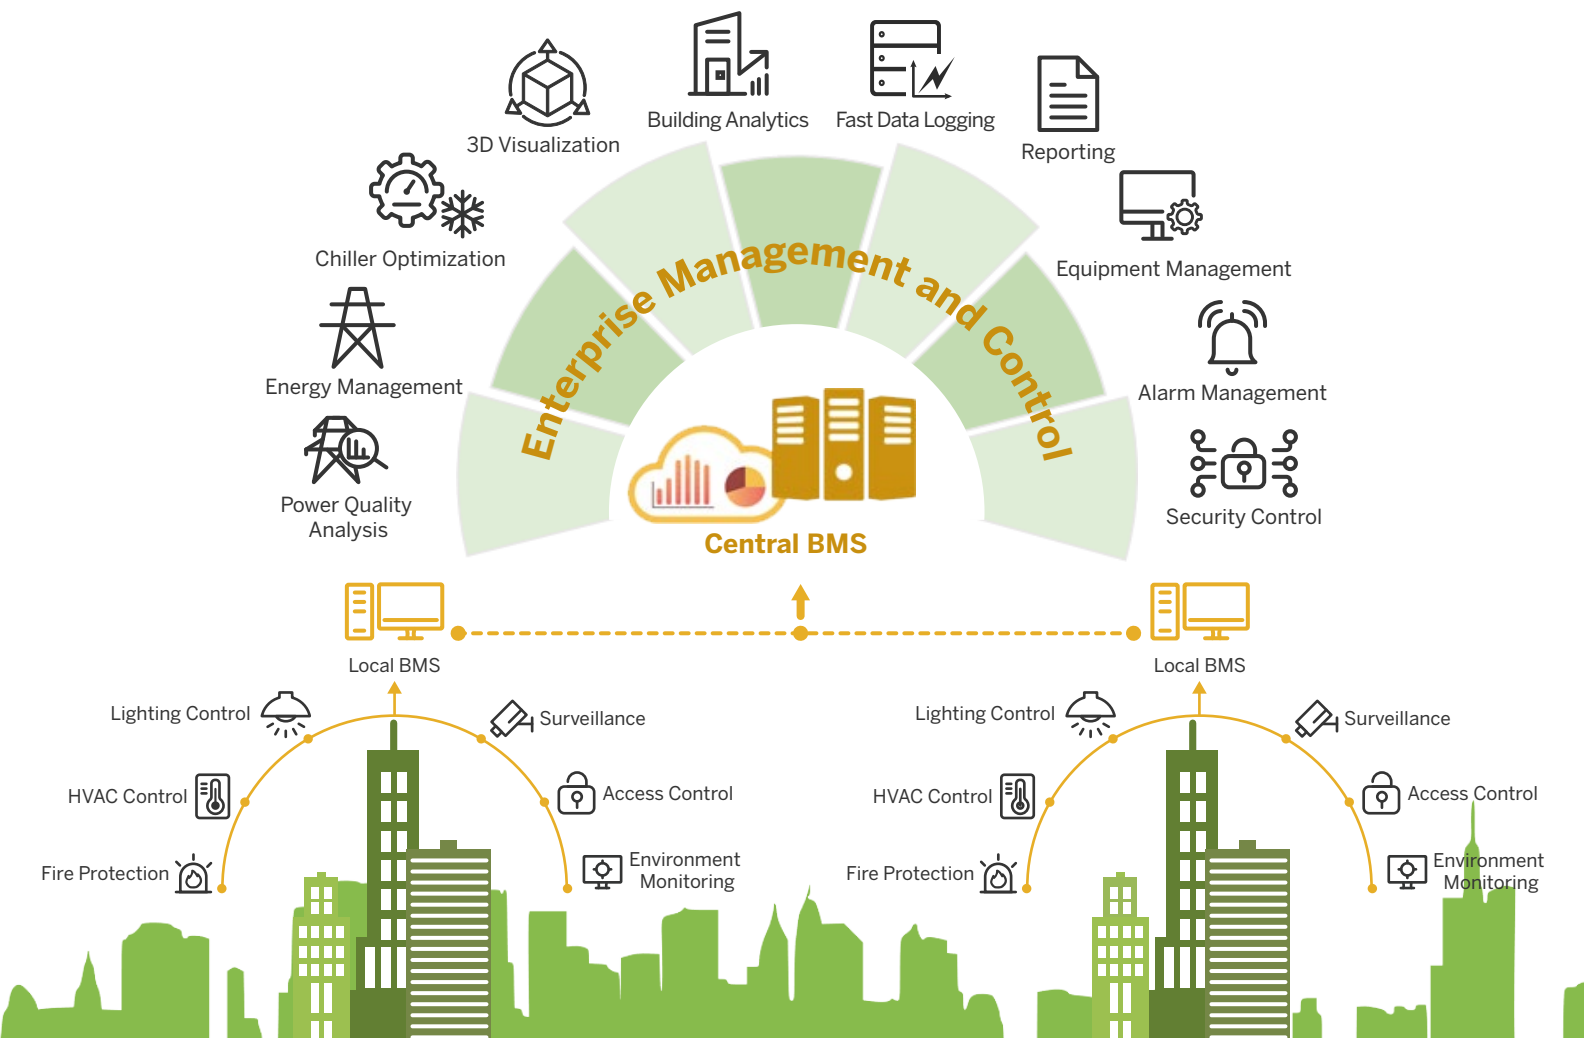 Building Analytics
Fast Data Logging
3D Visualization
Reporting
Chiller Optimization
Equipment Management
Enterprise Management and Control
Energy Management
Alarm Management
Power Quality
Analysis
Security Control
Central BMS
Local BMS
Local BMS
Lighting Control
Surveillance
HVAC Control
Access Control
Fire Protection
Environment
Monitoring
Lighting Control
Surveillance
HVAC Control
Access Control
Fire Protection
Environment
Monitoring